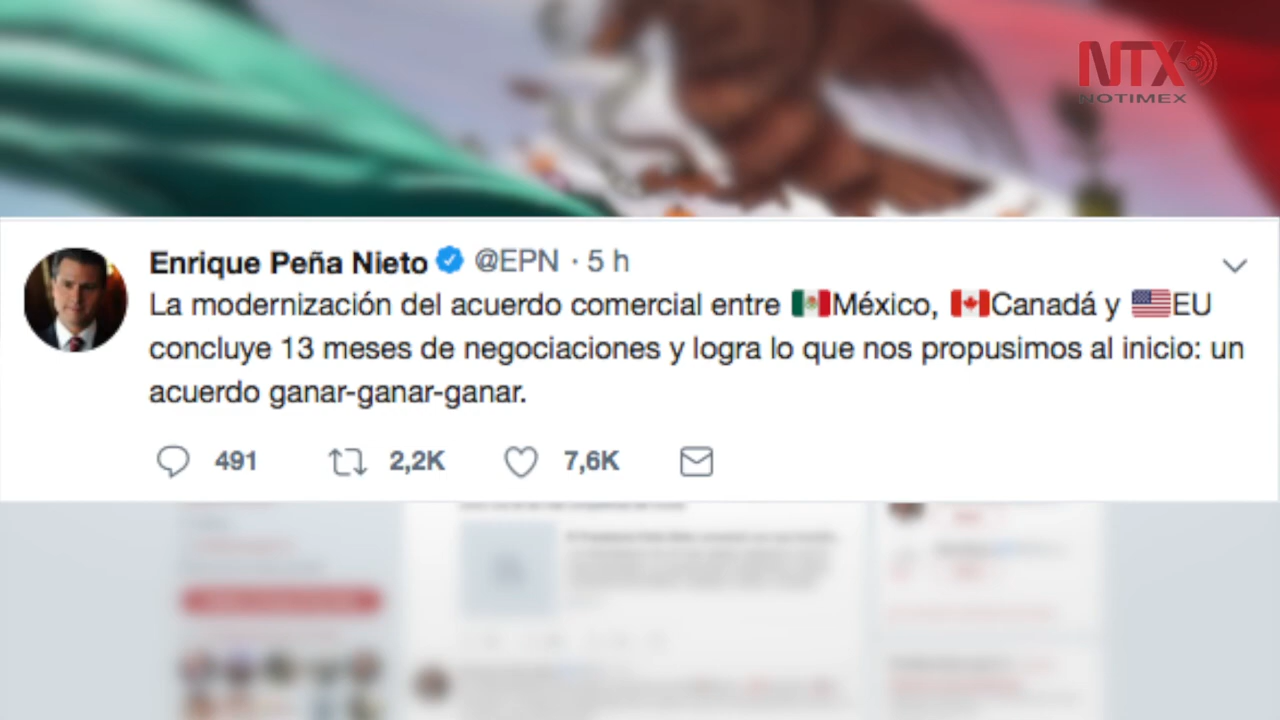 NTX
NOTIMEX
Enrique Peña Nieto @EPN · 5 h
La modernización del acuerdo comercial entre 🇲🇽México, 🇨🇦Canadá y 🇺🇸EU
concluye 13 meses de negociaciones y logra lo que nos propusimos al inicio: un
acuerdo ganar-ganar-ganar.
491 2,2K 7,6K